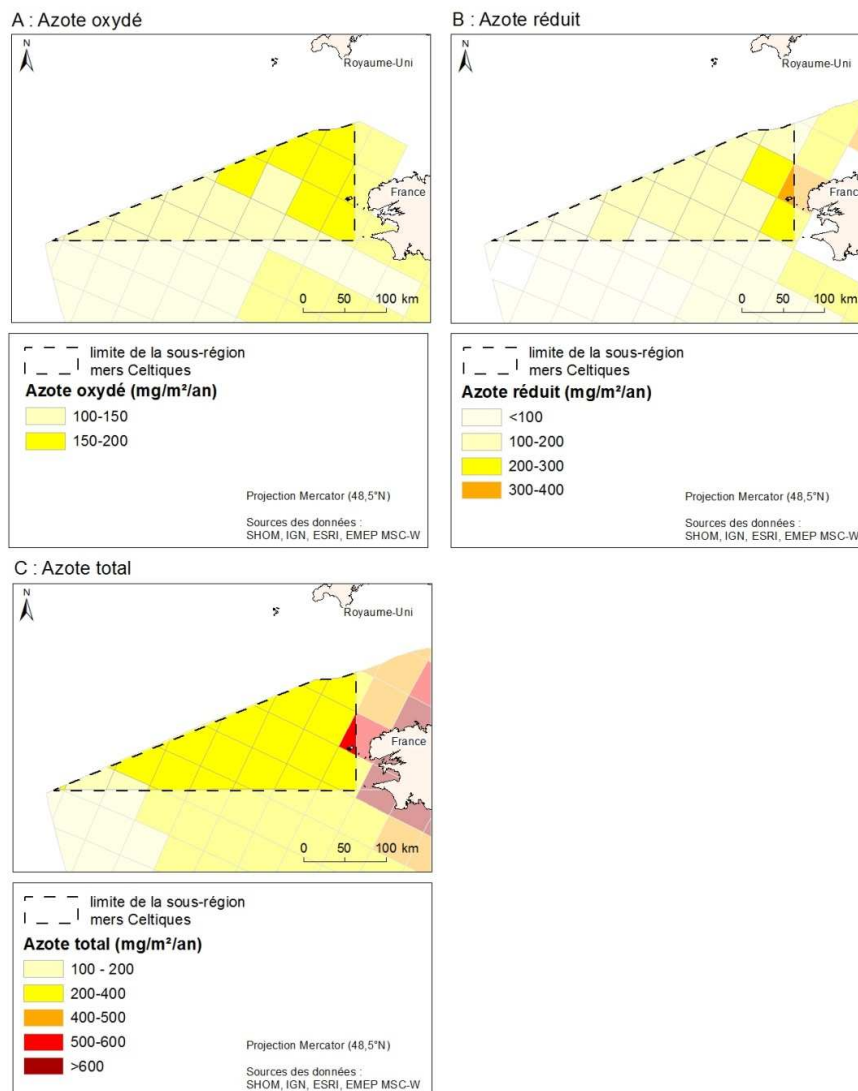 A : Azote oxydé
N
Royaume-Uni
France
0 50 100 km
limite de la sous-région
mers Celtiques
Azote oxydé (mg/m²/an)
100-150
150-200
Projection Mercator (48,5°N)
Sources des données :
SHOM, IGN, ESRI, EMEP MSC-W
B : Azote réduit
N
Royaume-Uni
France
0 50 100 km
limite de la sous-région
mers Celtiques
Azote réduit (mg/m²/an)
<100
100-200
200-300
300-400
Projection Mercator (48,5°N)
Sources des données :
SHOM, IGN, ESRI, EMEP MSC-W
C : Azote total
N
Royaume-Uni
France
0 50 100 km
limite de la sous-région
mers Celtiques
Azote total (mg/m²/an)
100 - 200
200-400
400-500
500-600
>600
Projection Mercator (48,5°N)
Sources des données :
SHOM, IGN, ESRI, EMEP MSC-W